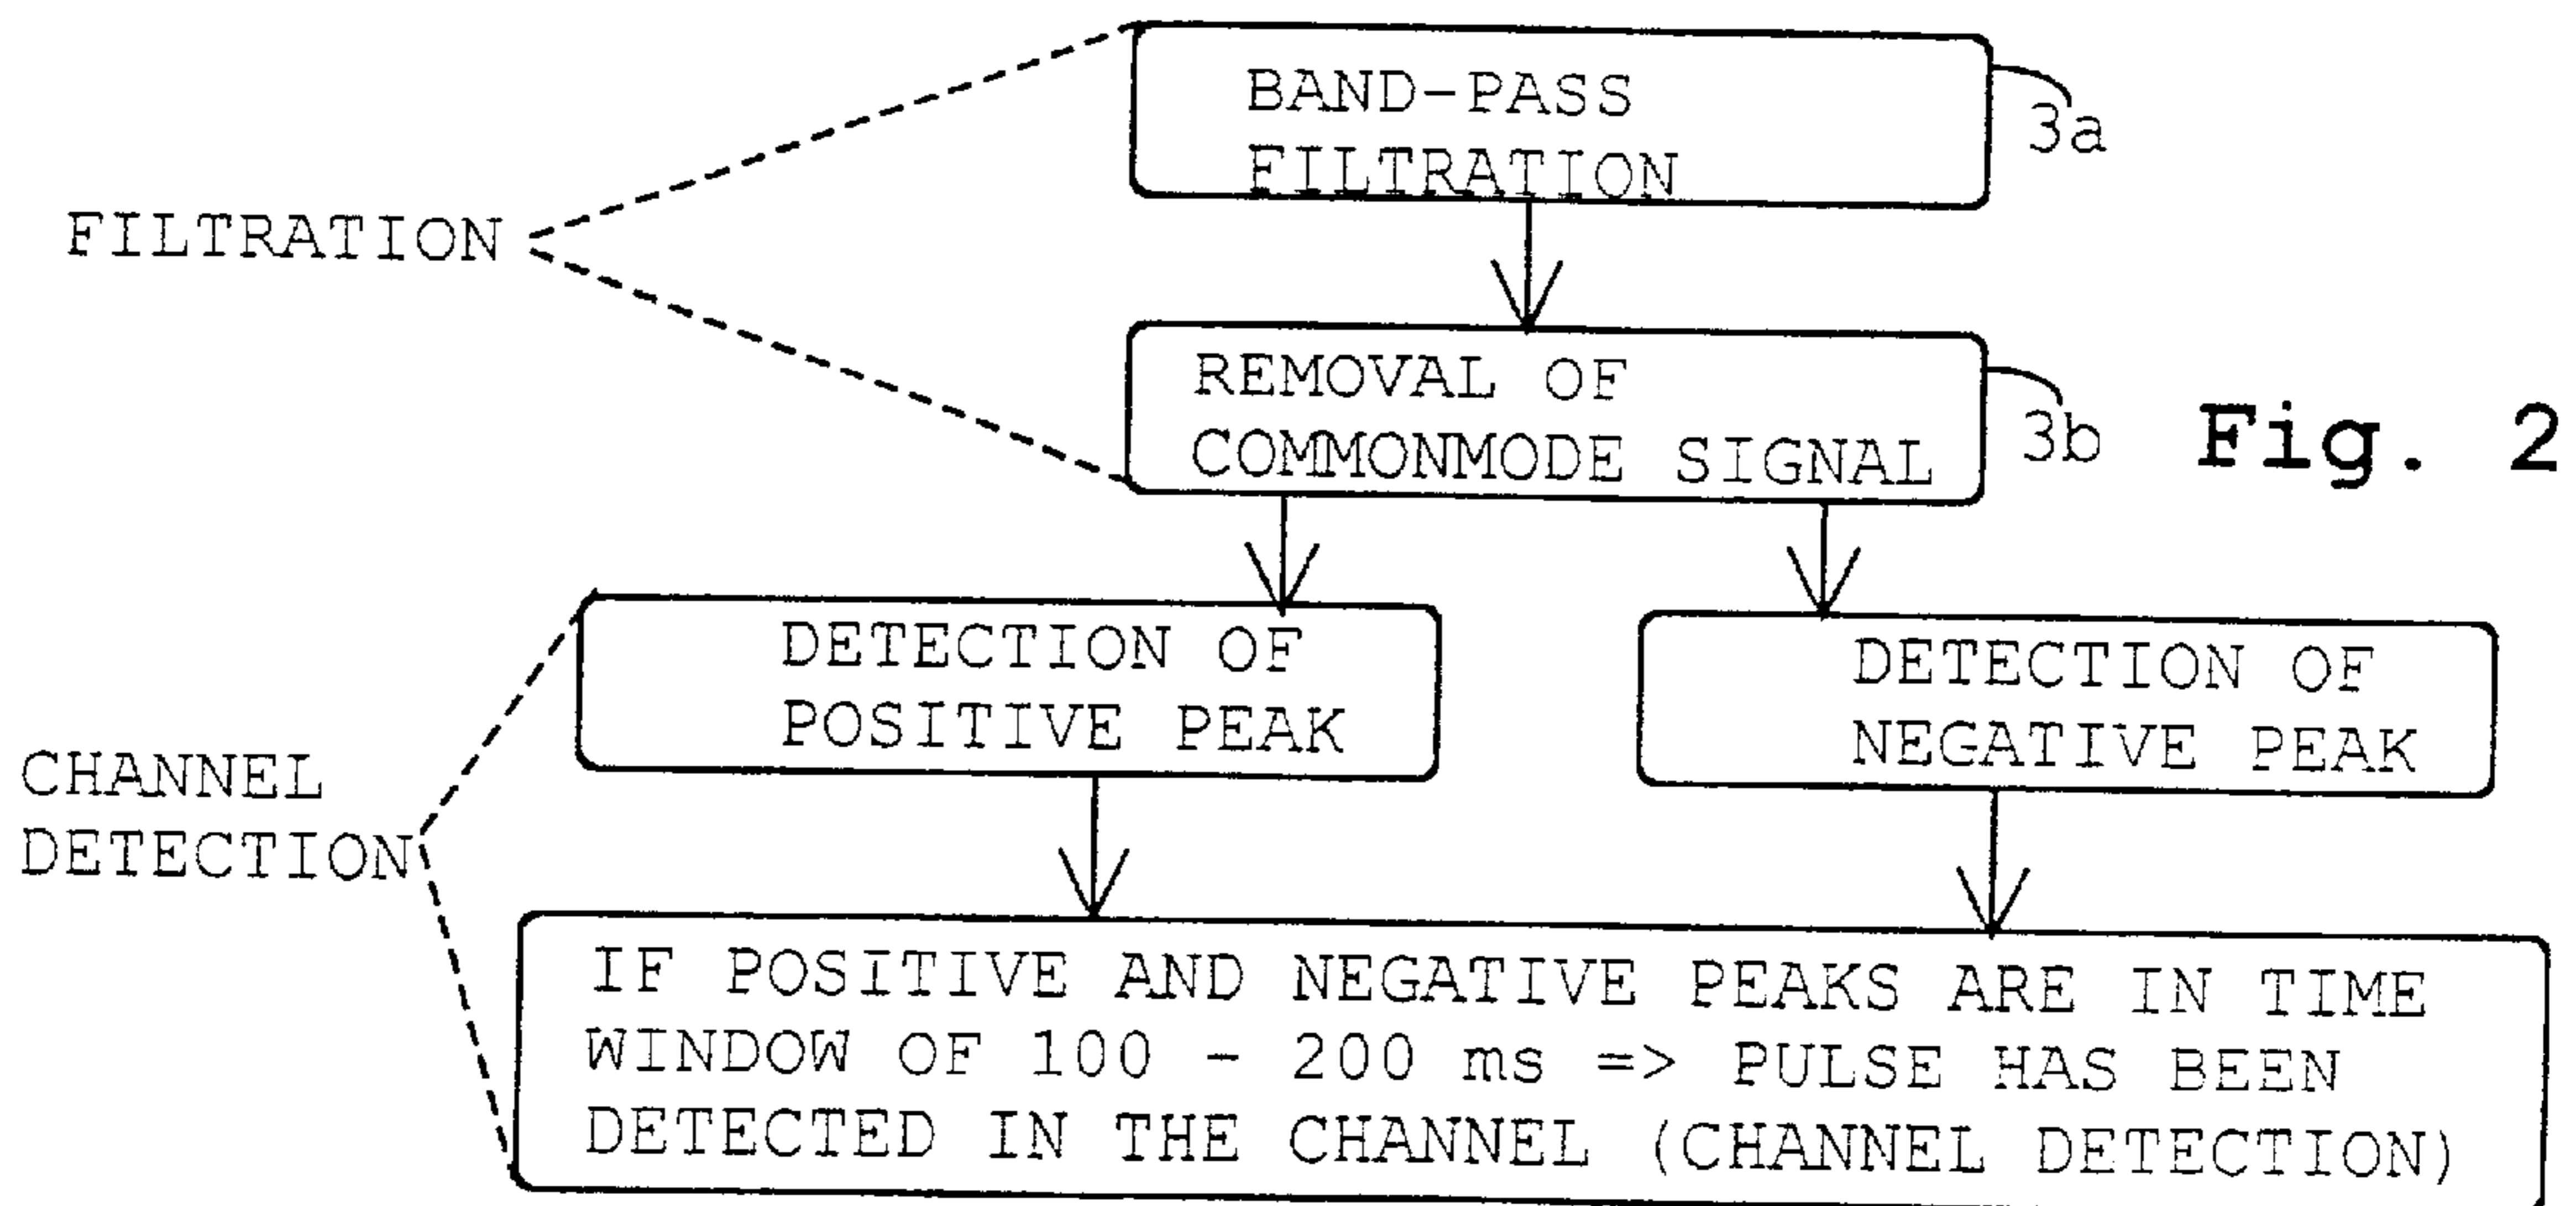 BAND-PASS
FILTRATION
3a
FILTRATION
REMOVAL OF
COMMONMODE SIGNAL
3b
Fig. 2
DETECTION OF
POSITIVE PEAK
DETECTION OF
NEGATIVE PEAK
CHANNEL
DETECTION
IF POSITIVE AND NEGATIVE PEAKS ARE IN TIME
WINDOW OF 100 - 200 ms => PULSE HAS BEEN
DETECTED IN THE CHANNEL (CHANNEL DETECTION)